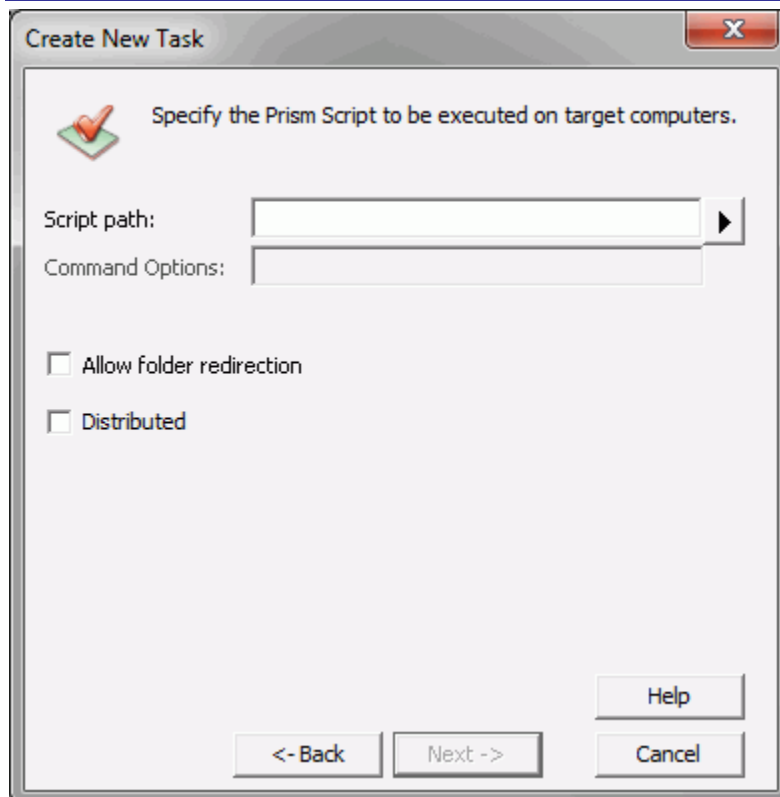 Create New Task
Specify the Prism Script to be executed on target computers.
Script path:
Command Options:
Allow folder redirection
Distributed
Help
<- Back
Next ->
Cancel